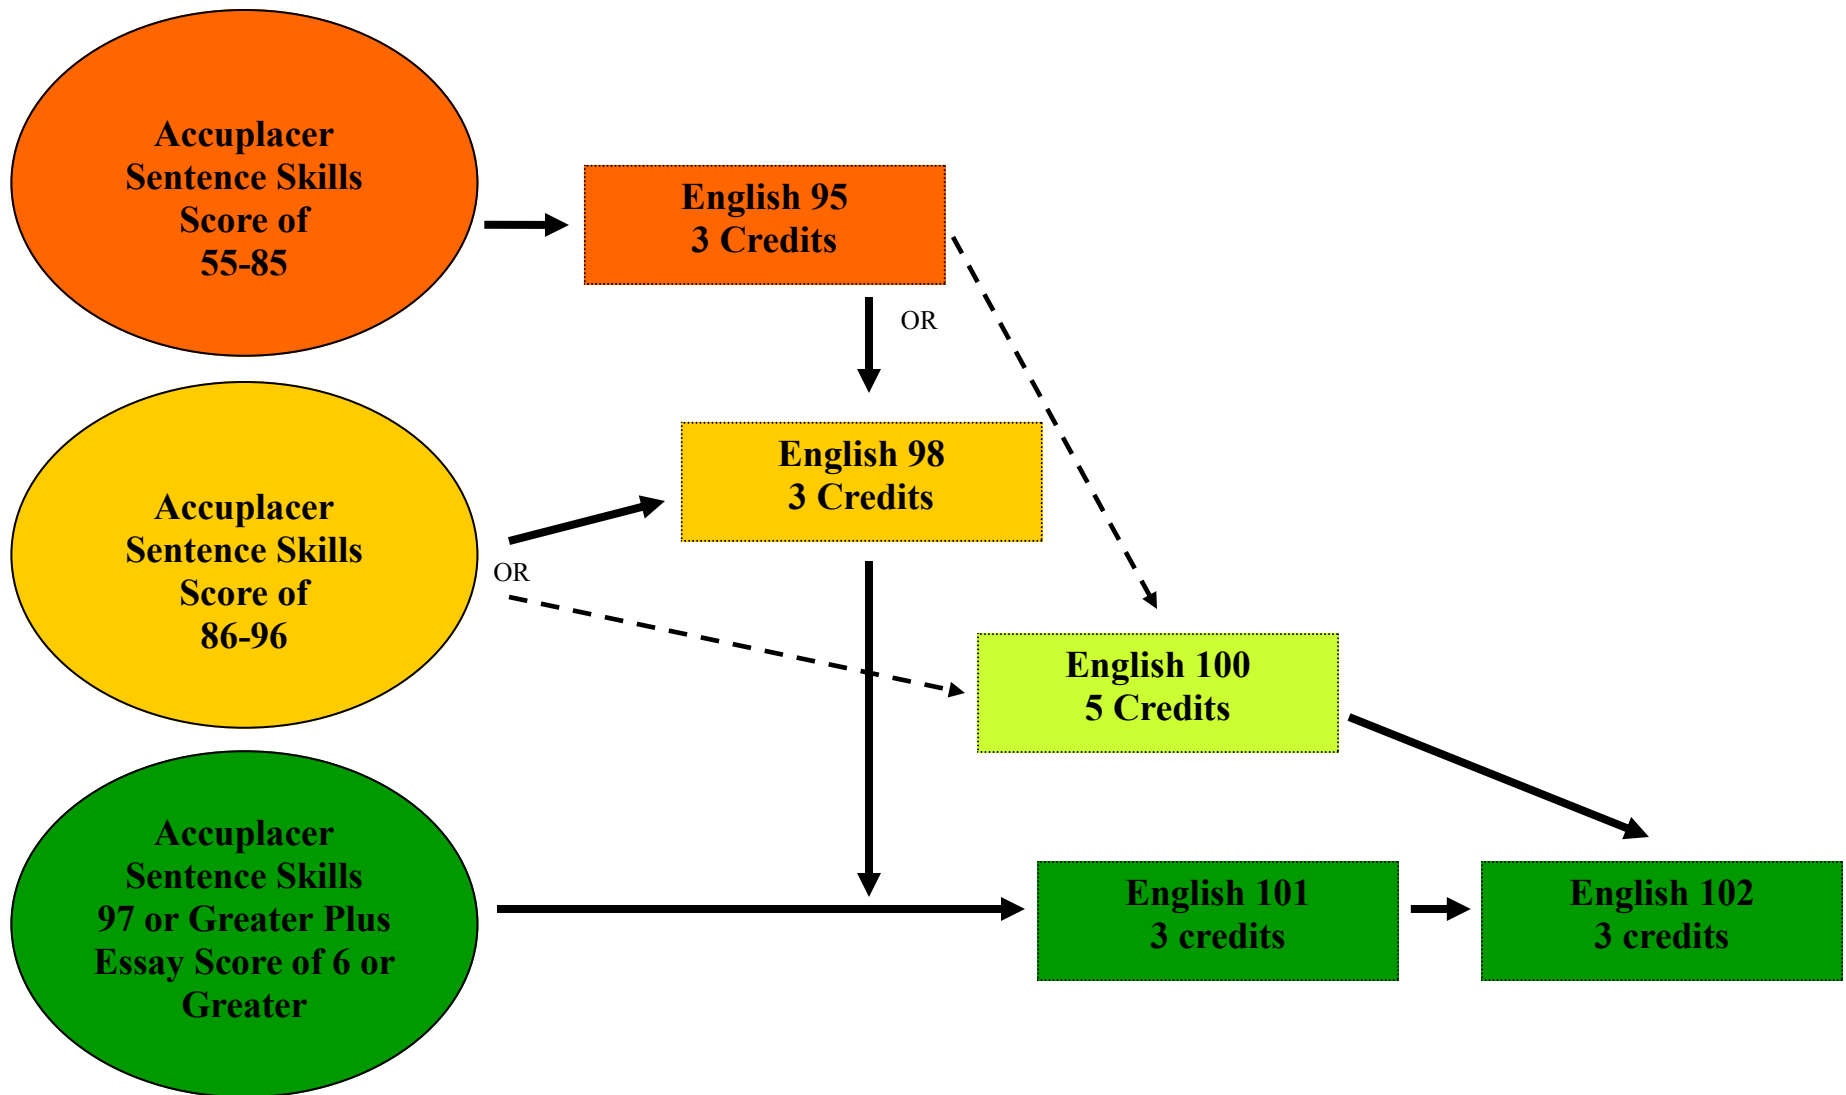 Accuplacer
Sentence Skills
Score of
55-85
English 95
3 Credits
OR
Accuplacer
Sentence Skills
Score of
86-96
OR
English 98
3 Credits
English 100
5 Credits
Accuplacer
Sentence Skills
97 or Greater Plus
Essay Score of 6 or
Greater
English 101
3 credits
English 102
3 credits